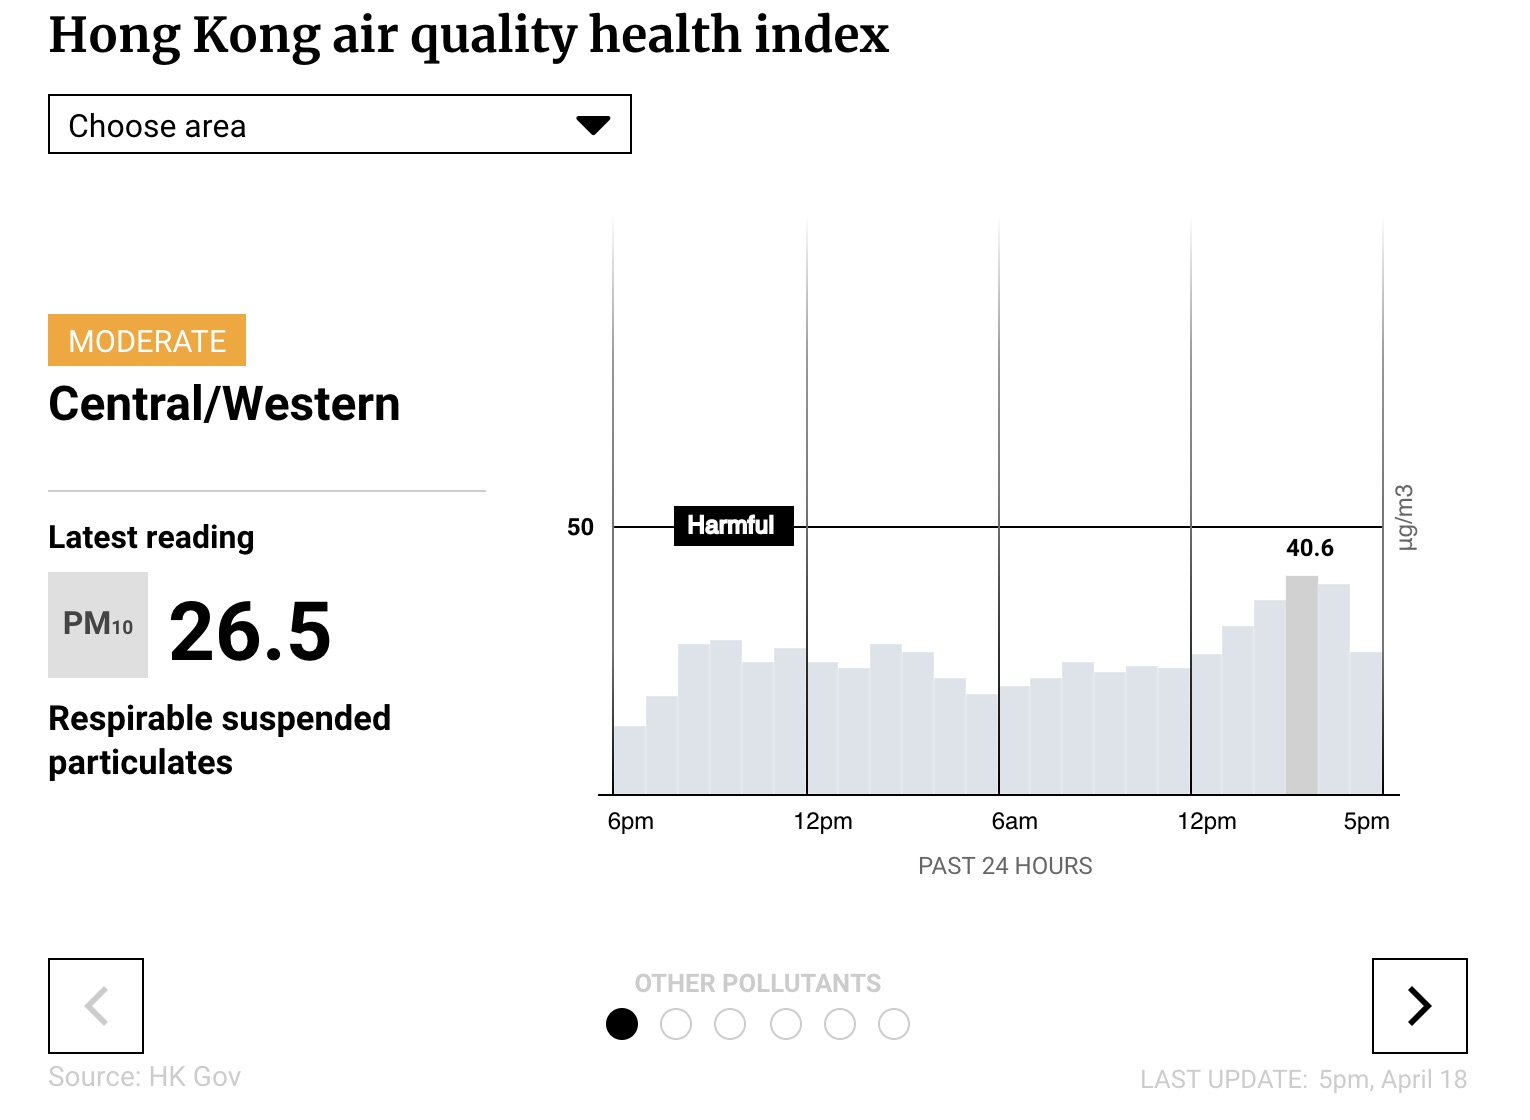 Hong Kong air quality health index
Choose area
MODERATE
Central/Western
Latest reading
PM10 26.5
Respirable suspended
particulates
50
Harmful
40.6
µg/m3
6pm 12pm 6am 12pm 5pm
PAST 24 HOURS
OTHER POLLUTANTS
Source: HK Gov
LAST UPDATE: 5pm, April 18